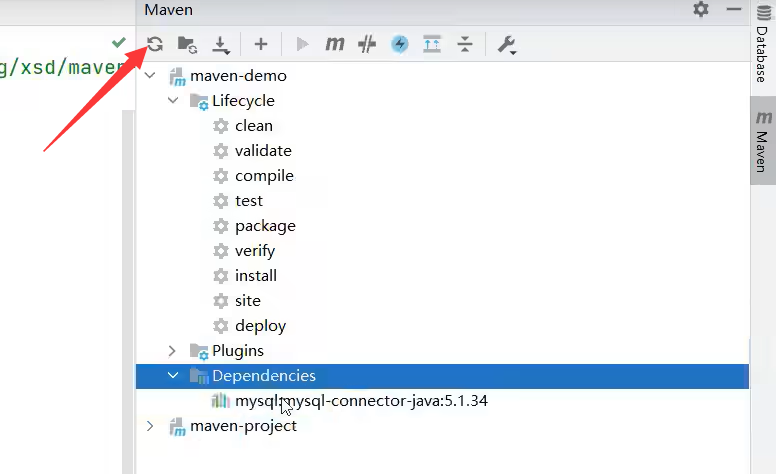 Maven
g/xsd/maven
maven-demo
Lifecycle
clean
validate
compile
test
package
verify
install
site
deploy
Plugins
Dependencies
mysql:mysql-connector-java:5.1.34
maven-project
Database
m Maven